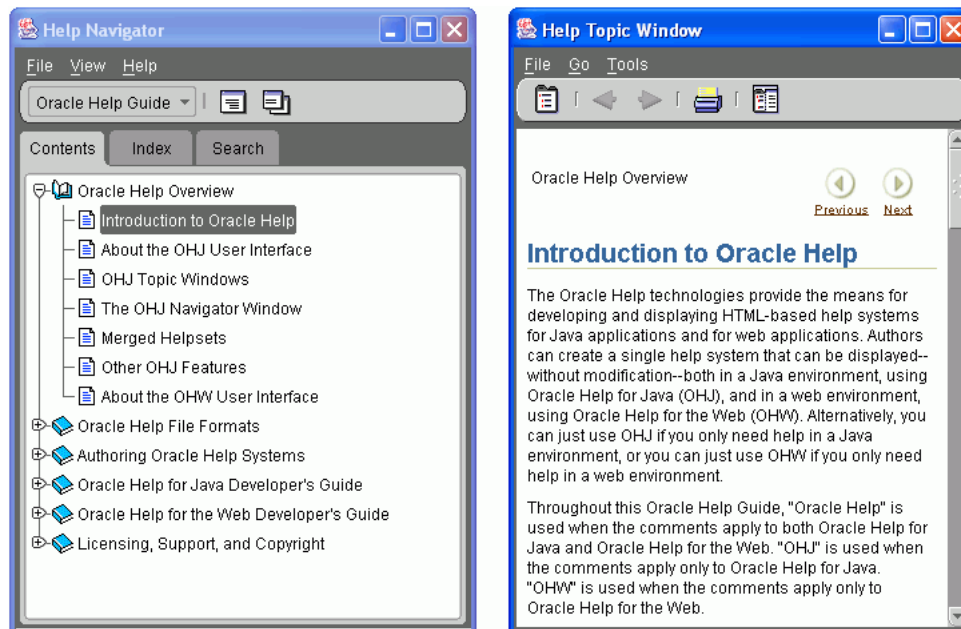 Help Navigator
File View Help
Oracle Help Guide
Contents Index Search
Oracle Help Overview
Introduction to Oracle Help
About the OHJ User Interface
OHJ Topic Windows
The OHJ Navigator Window
Merged Helpsets
Other OHJ Features
About the OHW User Interface
Oracle Help File Formats
Authoring Oracle Help Systems
Oracle Help for Java Developer's Guide
Oracle Help for the Web Developer's Guide
Licensing, Support, and Copyright
Help Topic Window
File Go Tools
Oracle Help Overview
Previous Next
Introduction to Oracle Help
The Oracle Help technologies provide the means for
developing and displaying HTML-based help systems
for Java applications and for web applications. Authors
can create a single help system that can be displayed--
without modification--both in a Java environment, using
Oracle Help for Java (OHJ), and in a web environment,
using Oracle Help for the Web (OHW). Alternatively, you
can just use OHJ if you only need help in a Java
environment, or you can just use OHW if you only need
help in a web environment.
Throughout this Oracle Help Guide, "Oracle Help" is
used when the comments apply to both Oracle Help for
Java and Oracle Help for the Web. "OHJ" is used when
the comments apply only to Oracle Help for Java.
"OHW" is used when the comments apply only to
Oracle Help for the Web.